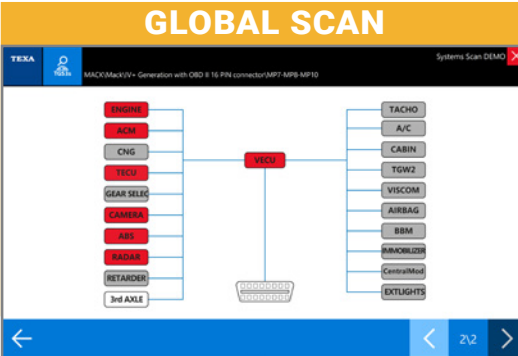 GLOBAL SCAN
TEXA
TGS3s
Systems Scan DEMO
MACK\Mack\IV+ Generation with OBD II 16 PIN connector\MP7-MP8-MP10
ENGINE
ACM
CNG
TECU
GEAR SELEC
CAMERA
ABS
RADAR
RETARDER
3rd AXLE
VECU
TACHO
A/C
CABIN
TGW2
VISCOM
AIRBAG
BBM
IMMOBILIZER
CentralMod
EXTLIGHTS
2\2